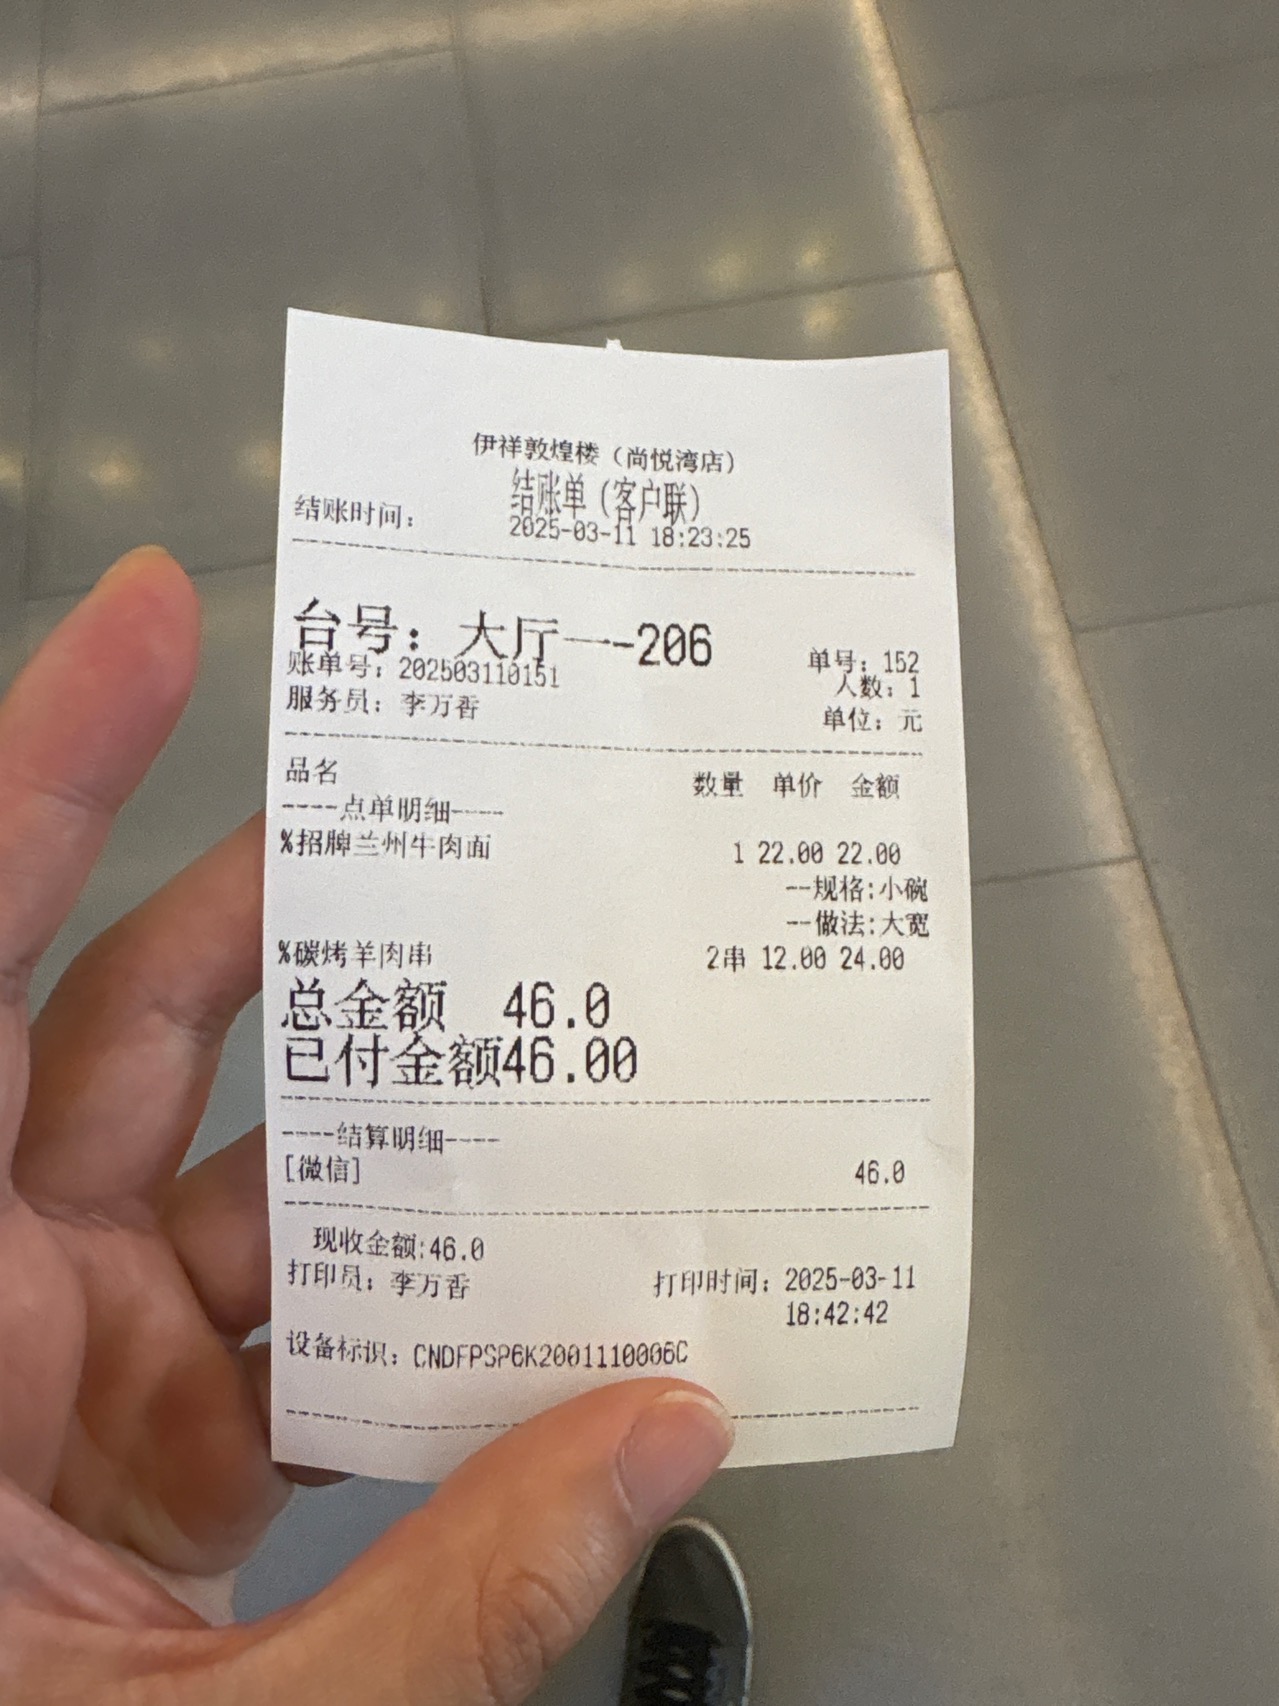 伊祥敦煌楼（尚悦湾店）
结账单（客户联）
结账时间： 2025-03-11 18:23:25
台号：大厅一-206
账单号：202503110151 单号：152
人数：1
服务员：李万香 单位：元
品名 数量 单价 金额
----点单明细----
%招牌兰州牛肉面 1 22.00 22.00
--规格:小碗
--做法:大宽
%碳烤羊肉串 2串 12.00 24.00
总金额 46.0
已付金额46.00
----结算明细----
[微信] 46.0
现收金额:46.0
打印员：李万香 打印时间：2025-03-11
18:42:42
设备标识：CNDFPSP6K2001110006C